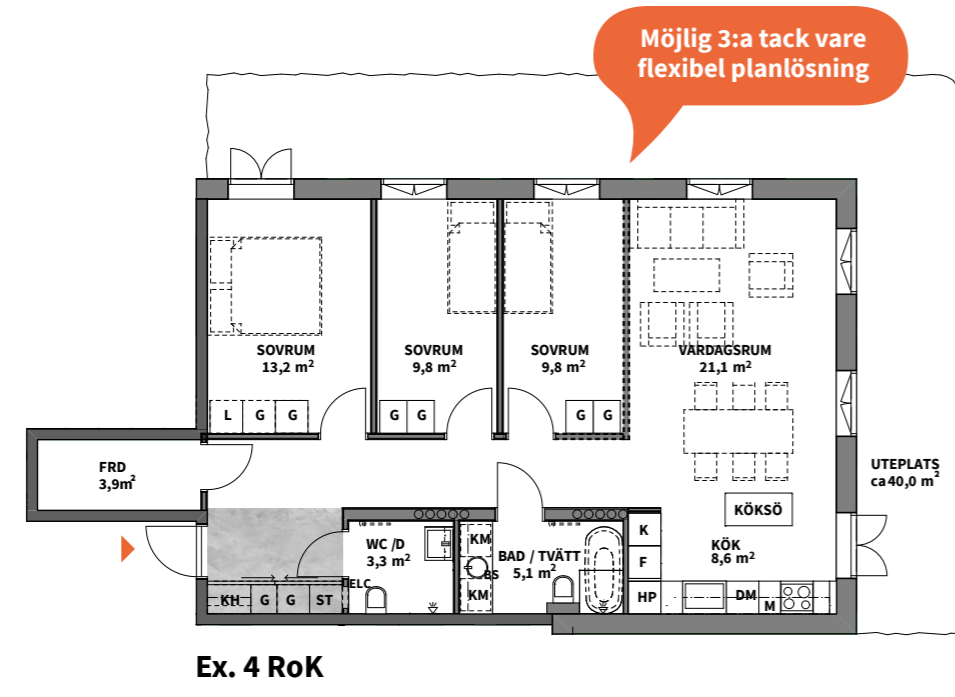 Möjlig 3:a tack vare
flexibel planlösning
SOVRUM
13,2 m²
SOVRUM
9,8 m²
SOVRUM
9,8 m²
VARDAGSRUM
21,1 m²
L G G
G G
G G
FRD
3,9m²
UTEPLATS
ca 40,0 m²
KÖKSÖ
WC /D
3,3 m²
KM
BAD / TVÄTT
5,1 m²
BS
KM
K
F
HP
KÖK
8,6 m²
DM
M
ELC
KH G G ST
Ex. 4 RoK